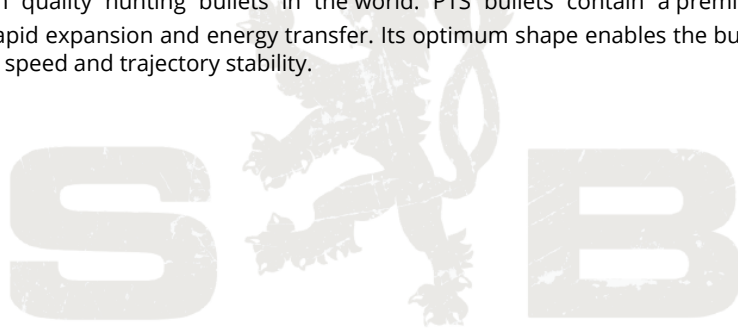 quality hunting bullets in the world. PTS bullets contain a
rapid expansion and energy transfer. Its optimum shape enables the
speed and trajectory stability.
S B